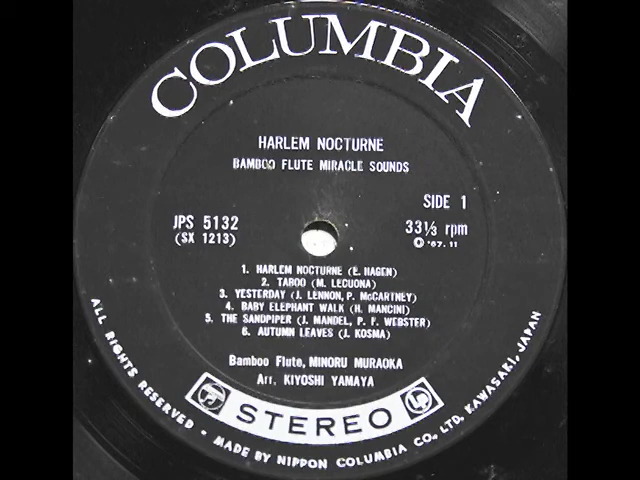 COLUMBIA
HARLEM NOCTURNE
BAMBOO FLUTE MIRACLE SOUNDS
SIDE 1
JPS 5132
(SX 1213)
33⅓ rpm
Ⓒ '67. 11
1. HARLEM NOCTURNE (E. HAGEN)
2. TABOO (M. LECUONA)
3. YESTERDAY (J. LENNON, P. McCARTNEY)
4. BABY ELEPHANT WALK (H. MANCINI)
5. THE SANDPIPER (J. MANDEL, P. F. WEBSTER)
6. AUTUMN LEAVES (J. KOSMA)
Bamboo Flute, MINORU MURAOKA
Arr. KIYOSHI YAMAYA
STEREO
LP
ALL RIGHTS RESERVED - MADE BY NIPPON COLUMBIA CO., LTD, KAWASAKI, JAPAN